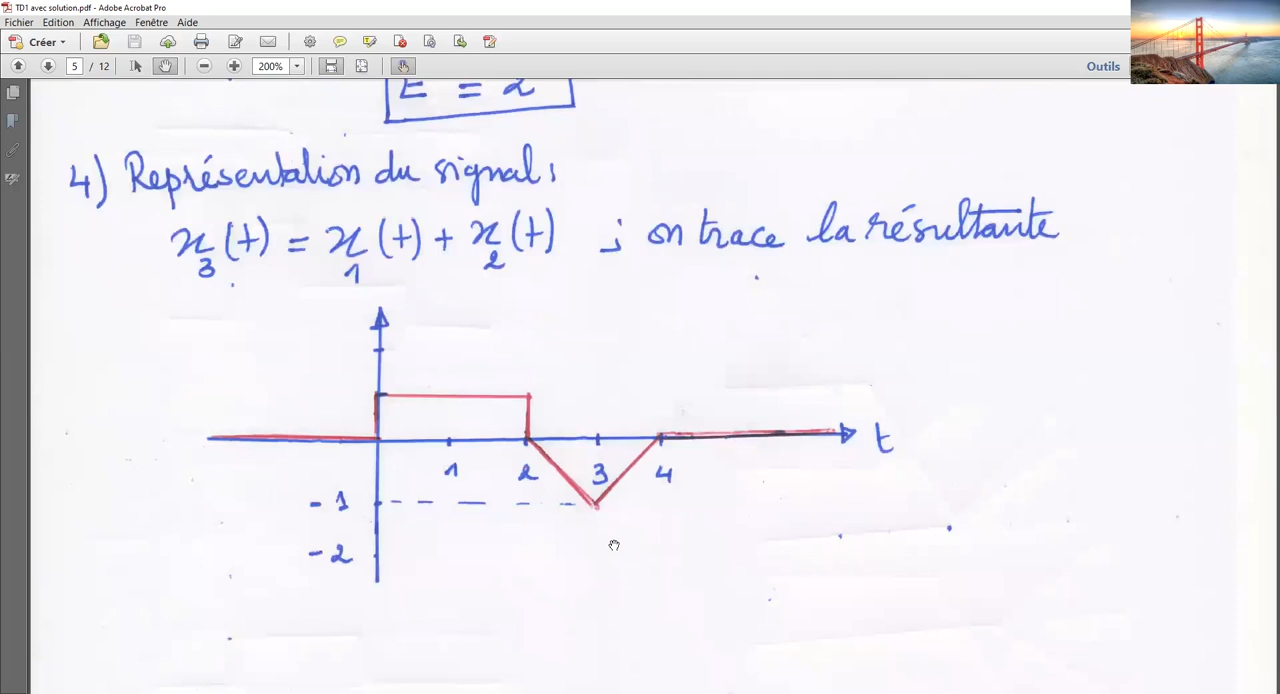 TD1 avec solution.pdf - Adobe Acrobat Pro
Fichier Edition Affichage Fenêtre Aide
Créer
5 / 12
200%
Outils
E = 2
4) Représentation du signal :
x₃(t) = x₁(t) + x₂(t) ; on trace la résultante
t
1 2 3 4
- 1
- 2